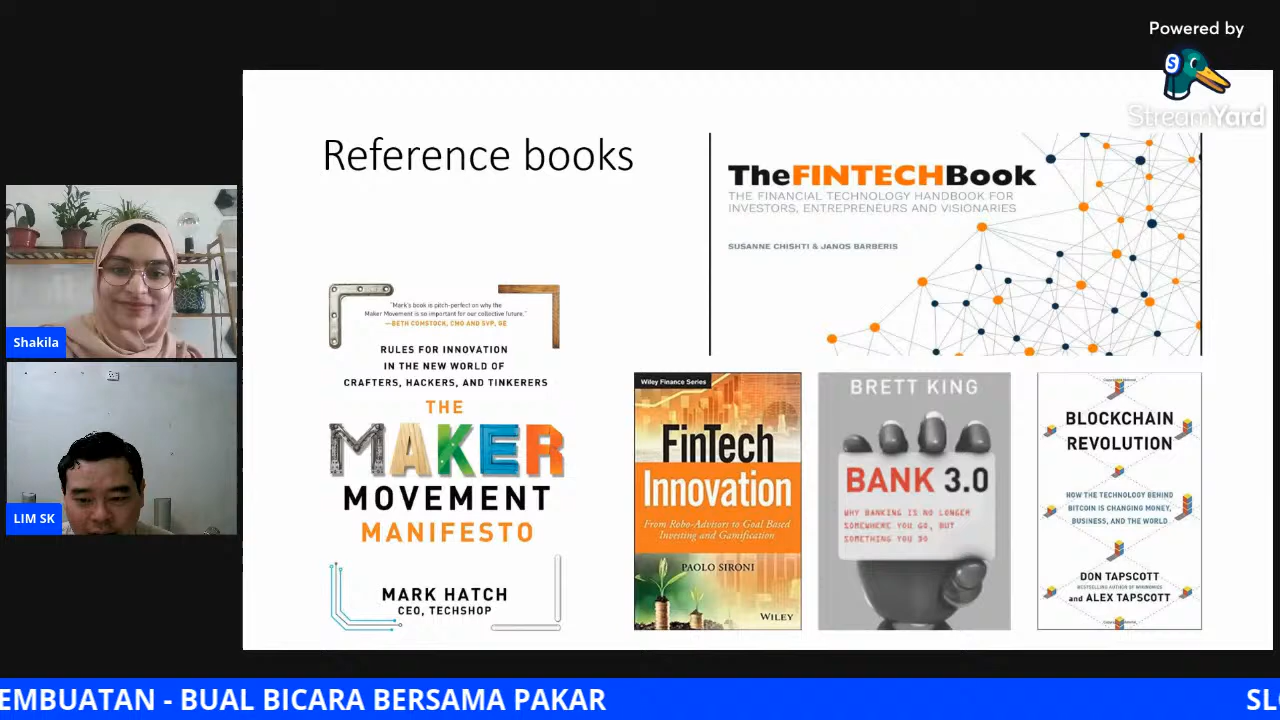 Powered by
StreamYard
Reference books
TheFINTECHBook
THE FINANCIAL TECHNOLOGY HANDBOOK FOR
INVESTORS, ENTREPRENEURS AND VISIONARIES
SUSANNE CHISHTI & JANOS BARBERIS
Shakila
LIM SK
"Mark's book is pitch-perfect on why the
Maker Movement is so important for our collective future."
—BETH COMSTOCK, CMO AND SVP, GE
RULES FOR INNOVATION
IN THE NEW WORLD OF
CRAFTERS, HACKERS, AND TINKERERS
THE
MAKER
MOVEMENT
MANIFESTO
MARK HATCH
CEO, TECHSHOP
Wiley Finance Series
FinTech
Innovation
From Robo-Advisors to Goal Based
Investing and Gamification
PAOLO SIRONI
WILEY
BRETT KING
BANK 3.0
WHY BANKING IS NO LONGER
SOMEWHERE YOU GO, BUT
SOMETHING YOU DO
BLOCKCHAIN
REVOLUTION
HOW THE TECHNOLOGY BEHIND
BITCOIN IS CHANGING MONEY,
BUSINESS, AND THE WORLD
DON TAPSCOTT
BESTSELLING AUTHOR OF WIKINOMICS
and ALEX TAPSCOTT
EMBUATAN - BUAL BICARA BERSAMA PAKAR